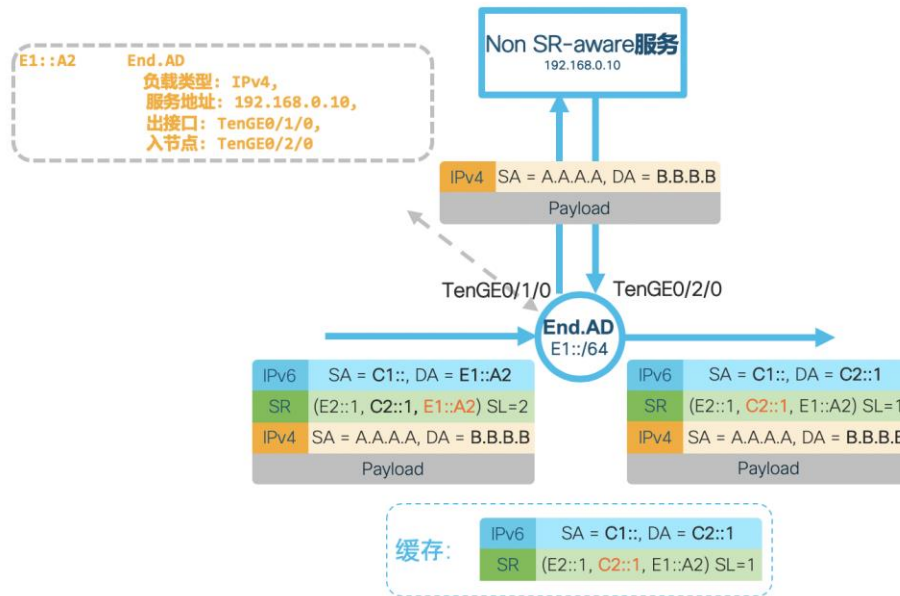 Non SR-aware服务
192.168.0.10
E1::A2 End.AD
负载类型: IPv4,
服务地址: 192.168.0.10,
出接口: TenGE0/1/0,
入节点: TenGE0/2/0
IPv4 SA = A.A.A.A, DA = B.B.B.B
Payload
TenGE0/1/0
TenGE0/2/0
End.AD
E1::/64
IPv6 SA = C1::, DA = E1::A2
SR (E2::1, C2::1, E1::A2) SL=2
IPv4 SA = A.A.A.A, DA = B.B.B.B
Payload
IPv6 SA = C1::, DA = C2::1
SR (E2::1, C2::1, E1::A2) SL=1
IPv4 SA = A.A.A.A, DA = B.B.B.B
Payload
缓存:
IPv6 SA = C1::, DA = C2::1
SR (E2::1, C2::1, E1::A2) SL=1